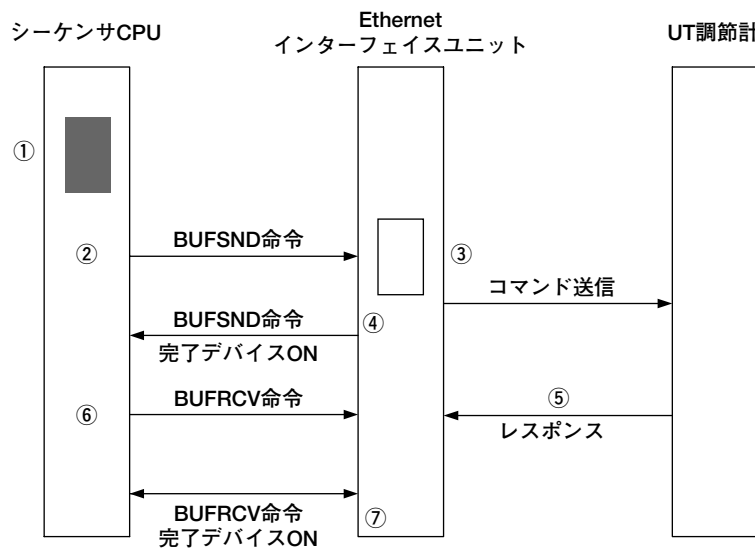 シーケンサCPU
Ethernet
インターフェイスユニット
UT調節計
①
②
BUFSND命令
③
コマンド送信
BUFSND命令
④
完了デバイスON
⑥
BUFRCV命令
⑤
レスポンス
BUFRCV命令
⑦
完了デバイスON